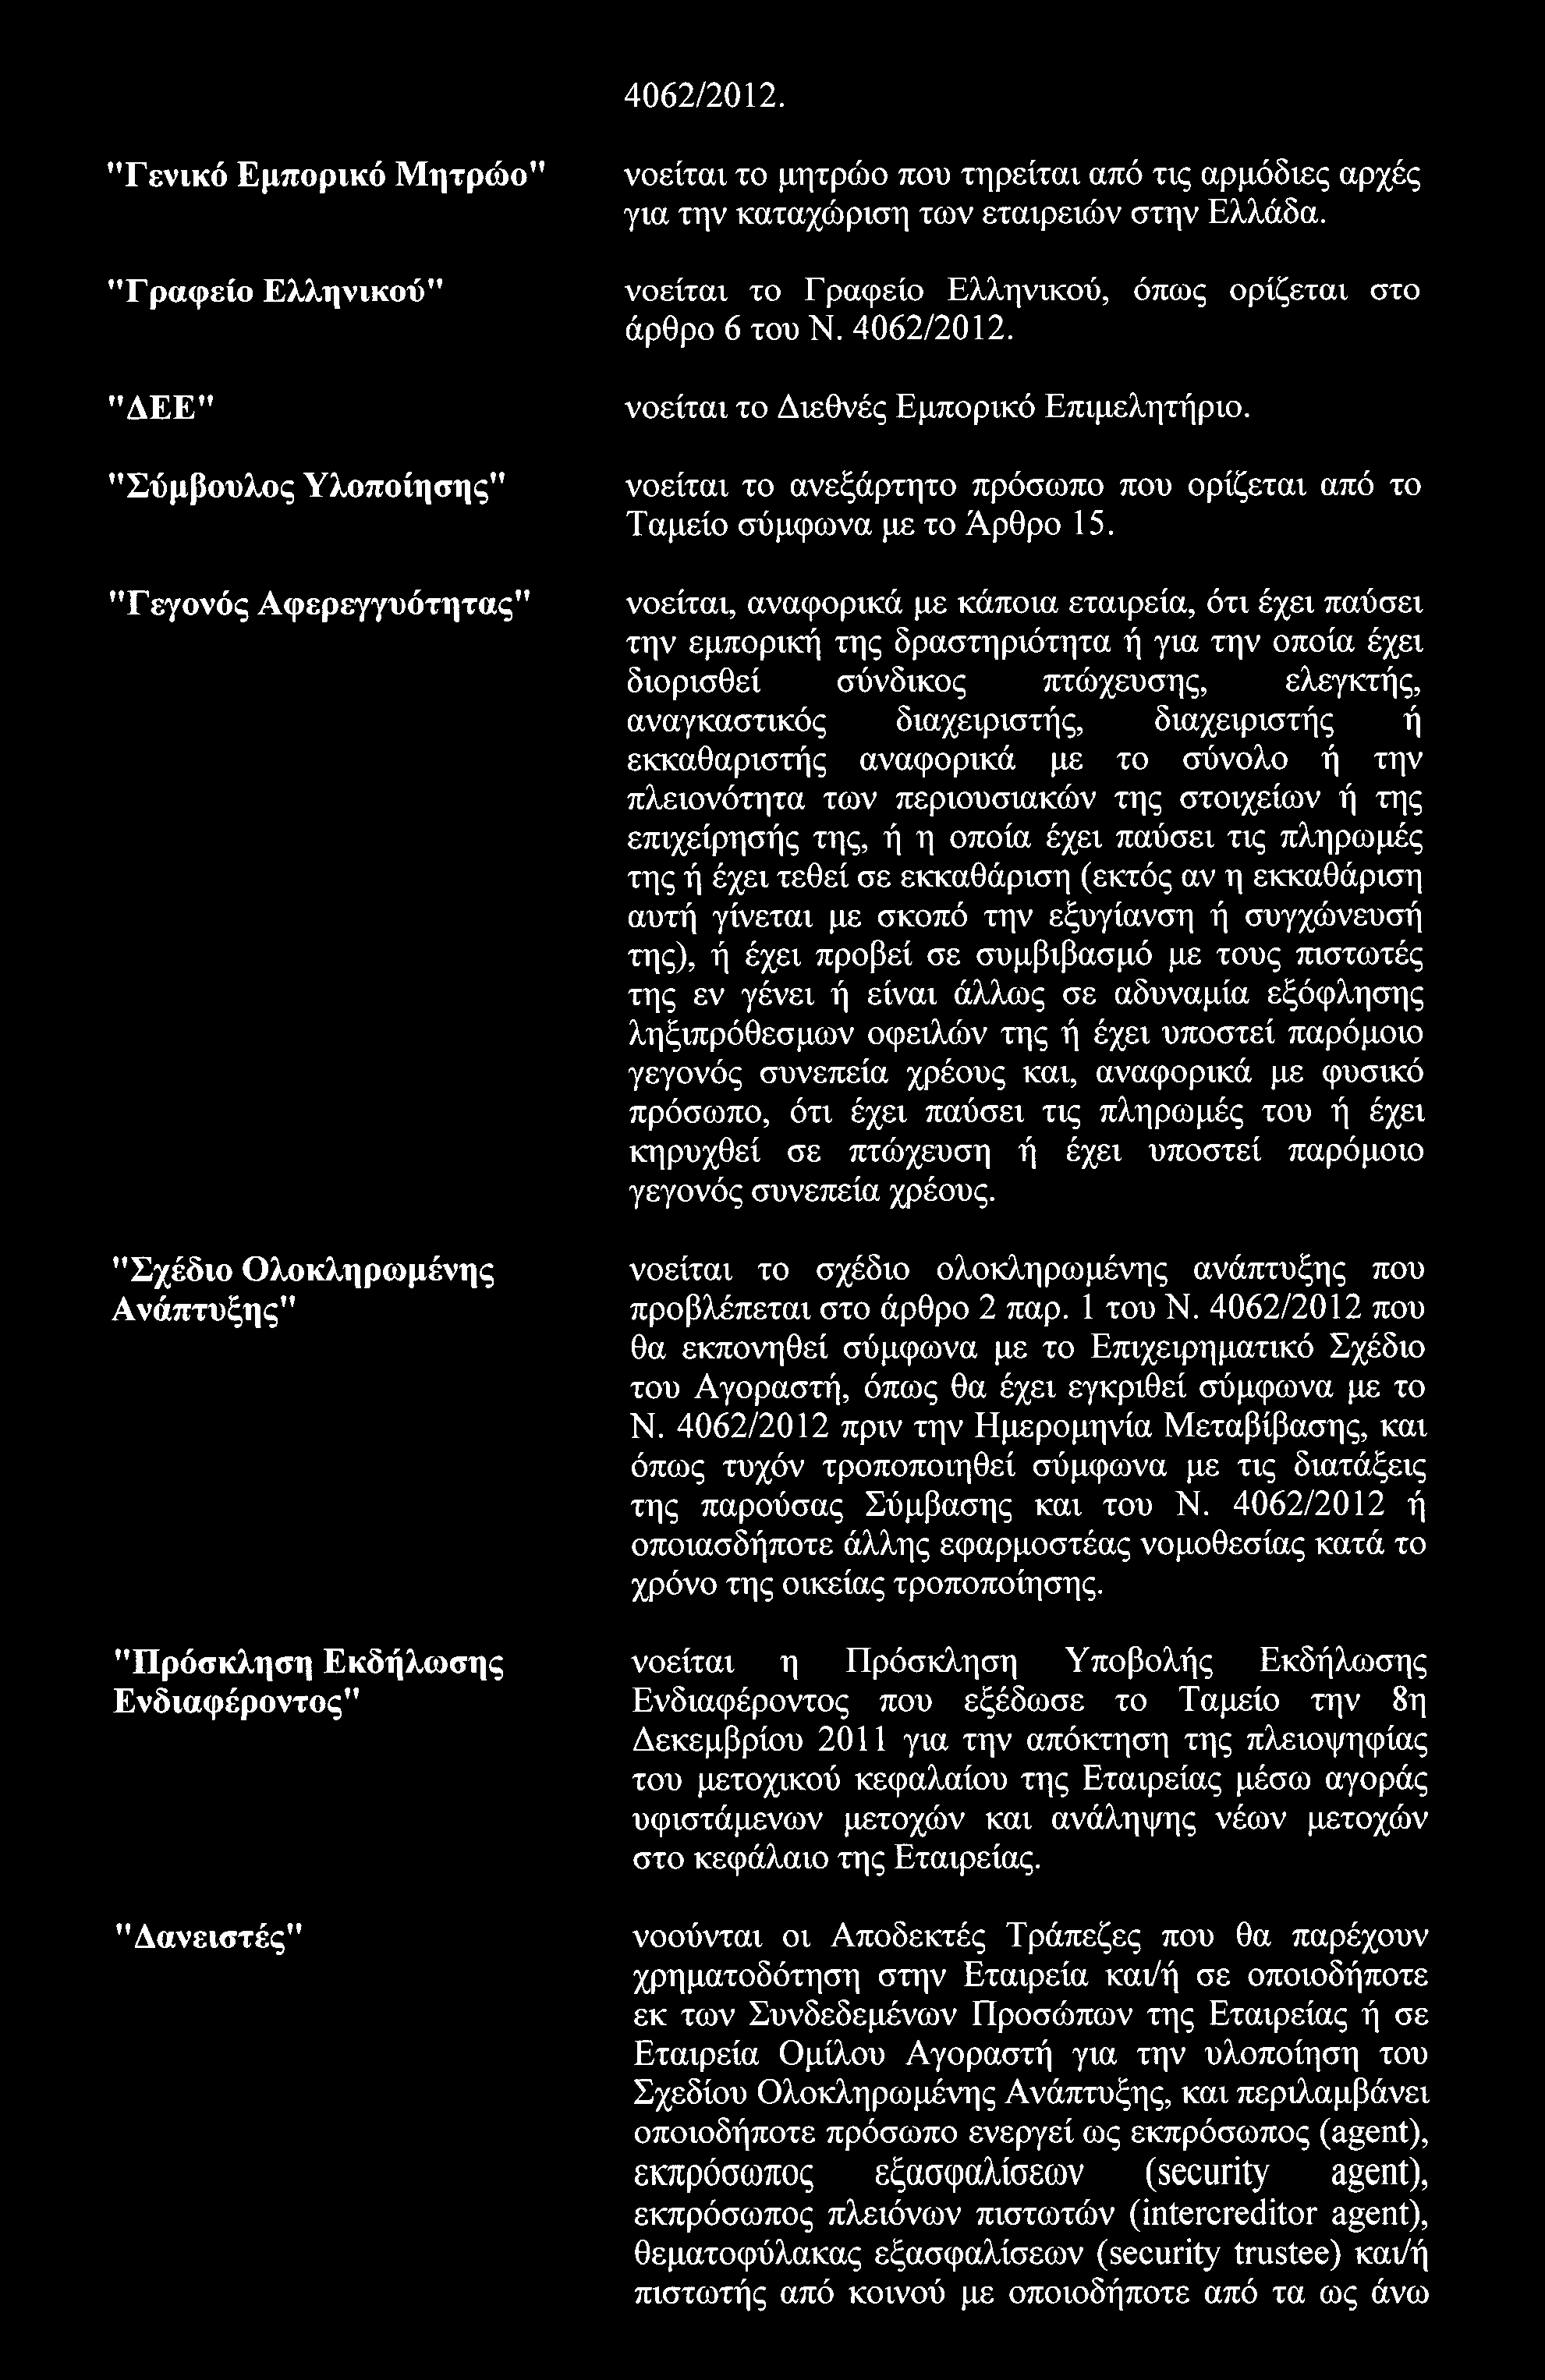 4062/2012.
"Γενικό Εμπορικό Μητρώο"
νοείται το μητρώο που τηρείται από τις αρμόδιες αρχές
για την καταχώριση των εταιρειών στην Ελλάδα.
"Γραφείο Ελληνικού"
νοείται το Γραφείο Ελληνικού, όπως ορίζεται στο
άρθρο 6 του Ν. 4062/2012.
"ΔΕΕ"
νοείται το Διεθνές Εμπορικό Επιμελητήριο.
"Σύμβουλος Υλοποίησης"
νοείται το ανεξάρτητο πρόσωπο που ορίζεται από το
Ταμείο σύμφωνα με το Άρθρο 15.
"Γεγονός Αφερεγγυότητας"
νοείται, αναφορικά με κάποια εταιρεία, ότι έχει παύσει
την εμπορική της δραστηριότητα ή για την οποία έχει
διορισθεί σύνδικος πτώχευσης, ελεγκτής,
αναγκαστικός διαχειριστής, διαχειριστής ή
εκκαθαριστής αναφορικά με το σύνολο ή την
πλειονότητα των περιουσιακών της στοιχείων ή της
επιχείρησής της, ή η οποία έχει παύσει τις πληρωμές
της ή έχει τεθεί σε εκκαθάριση (εκτός αν η εκκαθάριση
αυτή γίνεται με σκοπό την εξυγίανση ή συγχώνευσή
της), ή έχει προβεί σε συμβιβασμό με τους πιστωτές
της εν γένει ή είναι άλλως σε αδυναμία εξόφλησης
ληξιπρόθεσμων οφειλών της ή έχει υποστεί παρόμοιο
γεγονός συνεπεία χρέους και, αναφορικά με φυσικό
πρόσωπο, ότι έχει παύσει τις πληρωμές του ή έχει
κηρυχθεί σε πτώχευση ή έχει υποστεί παρόμοιο
γεγονός συνεπεία χρέους.
"Σχέδιο Ολοκληρωμένης
Ανάπτυξης"
νοείται το σχέδιο ολοκληρωμένης ανάπτυξης που
προβλέπεται στο άρθρο 2 παρ. 1 του Ν. 4062/2012 που
θα εκπονηθεί σύμφωνα με το Επιχειρηματικό Σχέδιο
του Αγοραστή, όπως θα έχει εγκριθεί σύμφωνα με το
Ν. 4062/2012 πριν την Ημερομηνία Μεταβίβασης, και
όπως τυχόν τροποποιηθεί σύμφωνα με τις διατάξεις
της παρούσας Σύμβασης και του Ν. 4062/2012 ή
οποιασδήποτε άλλης εφαρμοστέας νομοθεσίας κατά το
χρόνο της οικείας τροποποίησης.
"Πρόσκληση Εκδήλωσης
Ενδιαφέροντος"
νοείται η Πρόσκληση Υποβολής Εκδήλωσης
Ενδιαφέροντος που εξέδωσε το Ταμείο την 8η
Δεκεμβρίου 2011 για την απόκτηση της πλειοψηφίας
του μετοχικού κεφαλαίου της Εταιρείας μέσω αγοράς
υφιστάμενων μετοχών και ανάληψης νέων μετοχών
στο κεφάλαιο της Εταιρείας.
"Δανειστές"
νοούνται οι Αποδεκτές Τράπεζες που θα παρέχουν
χρηματοδότηση στην Εταιρεία και/ή σε οποιοδήποτε
εκ των Συνδεδεμένων Προσώπων της Εταιρείας ή σε
Εταιρεία Ομίλου Αγοραστή για την υλοποίηση του
Σχεδίου Ολοκληρωμένης Ανάπτυξης, και περιλαμβάνει
οποιοδήποτε πρόσωπο ενεργεί ως εκπρόσωπος (agent),
εκπρόσωπος εξασφαλίσεων (security agent),
εκπρόσωπος πλειόνων πιστωτών (intercreditor agent),
θεματοφύλακας εξασφαλίσεων (security trustee) και/ή
πιστωτής από κοινού με οποιοδήποτε από τα ως άνω